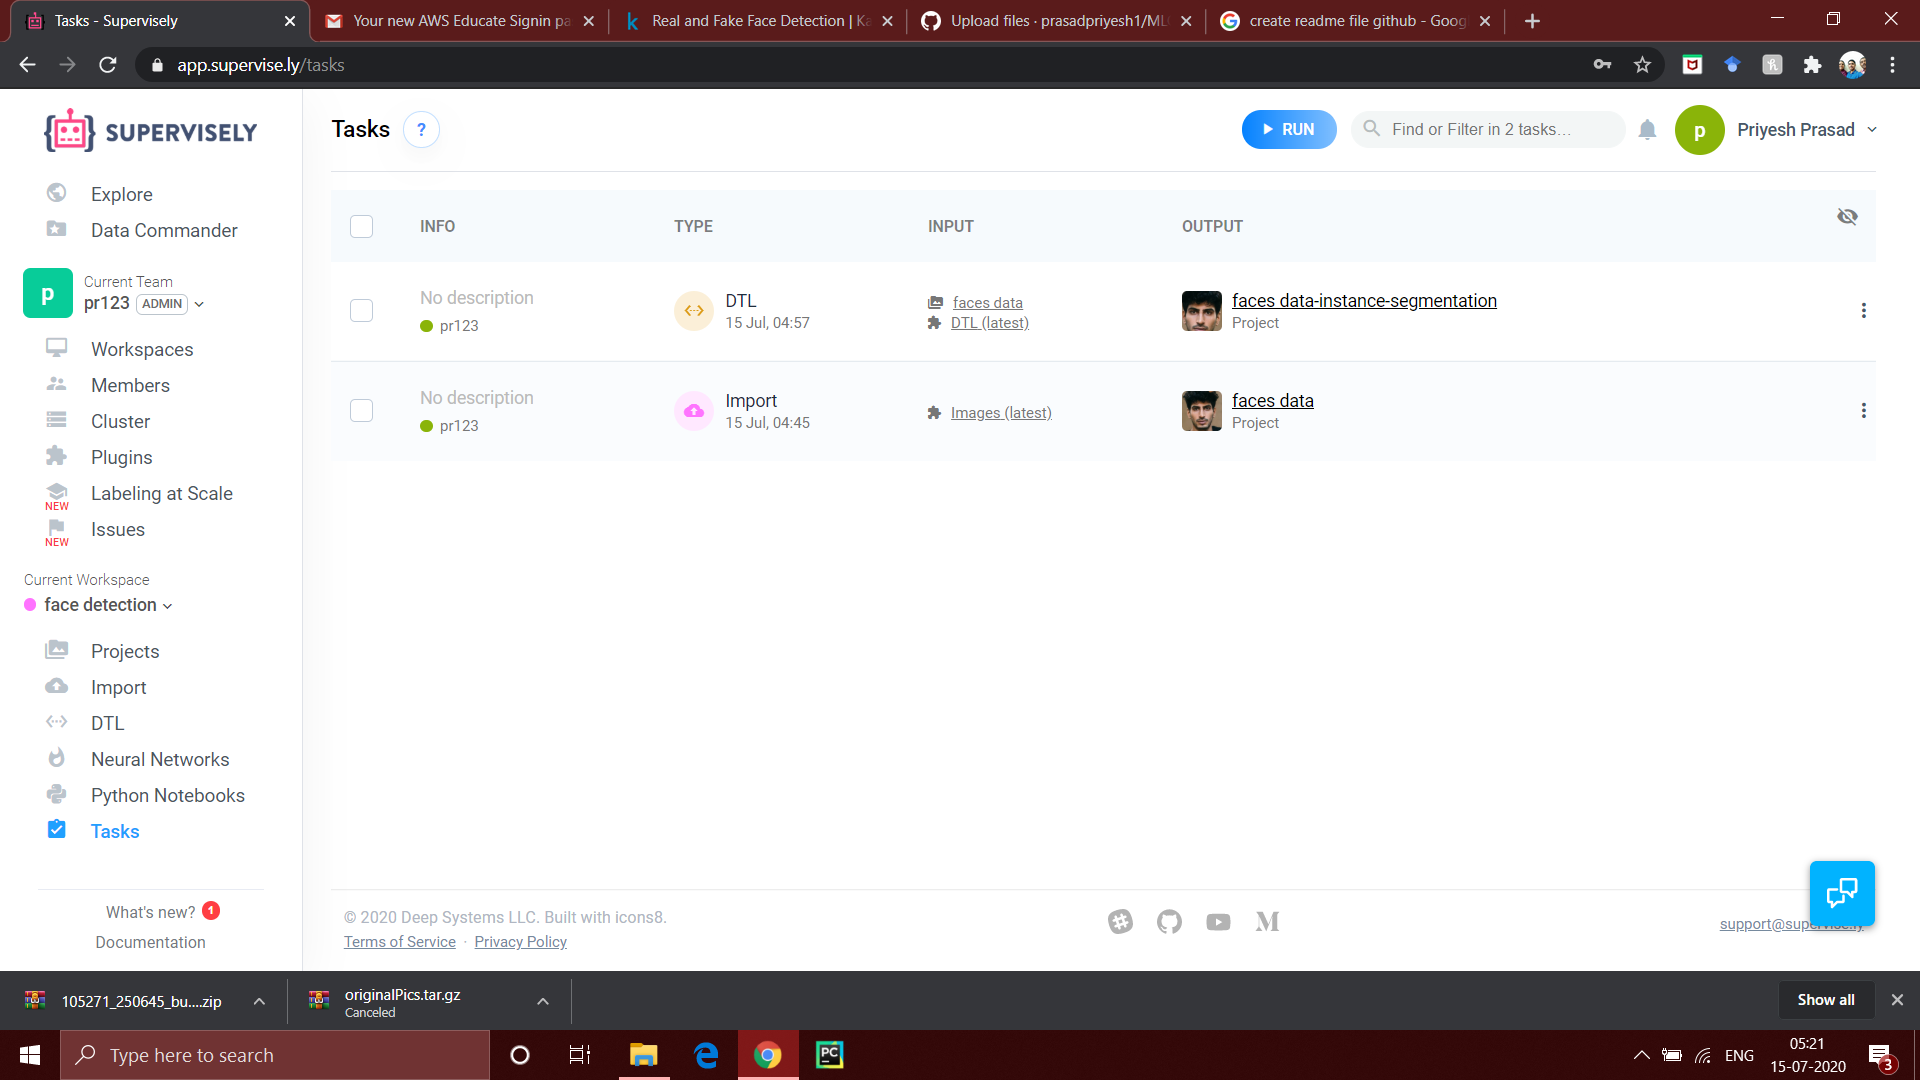 Tasks - Supervisely
Your new AWS Educate Signin pa
Real and Fake Face Detection | Ka
Upload files · prasadpriyesh1/MLO
create readme file github - Goog
app.supervise.ly/tasks
SUPERVISELY
Tasks
?
RUN
Find or Filter in 2 tasks...
p
Priyesh Prasad
Explore
Data Commander
p
Current Team
pr123 ADMIN
Workspaces
Members
Cluster
Plugins
Labeling at Scale
NEW
Issues
NEW
Current Workspace
face detection
Projects
Import
DTL
Neural Networks
Python Notebooks
Tasks
What's new? 1
Documentation
INFO TYPE INPUT OUTPUT
No description
pr123
DTL
15 Jul, 04:57
faces data
DTL (latest)
faces data-instance-segmentation
Project
No description
pr123
Import
15 Jul, 04:45
Images (latest)
faces data
Project
© 2020 Deep Systems LLC. Built with icons8.
Terms of Service · Privacy Policy
105271_250645_bu....zip
originalPics.tar.gz
Canceled
Show all
Type here to search
PC
ENG
05:21
15-07-2020
3